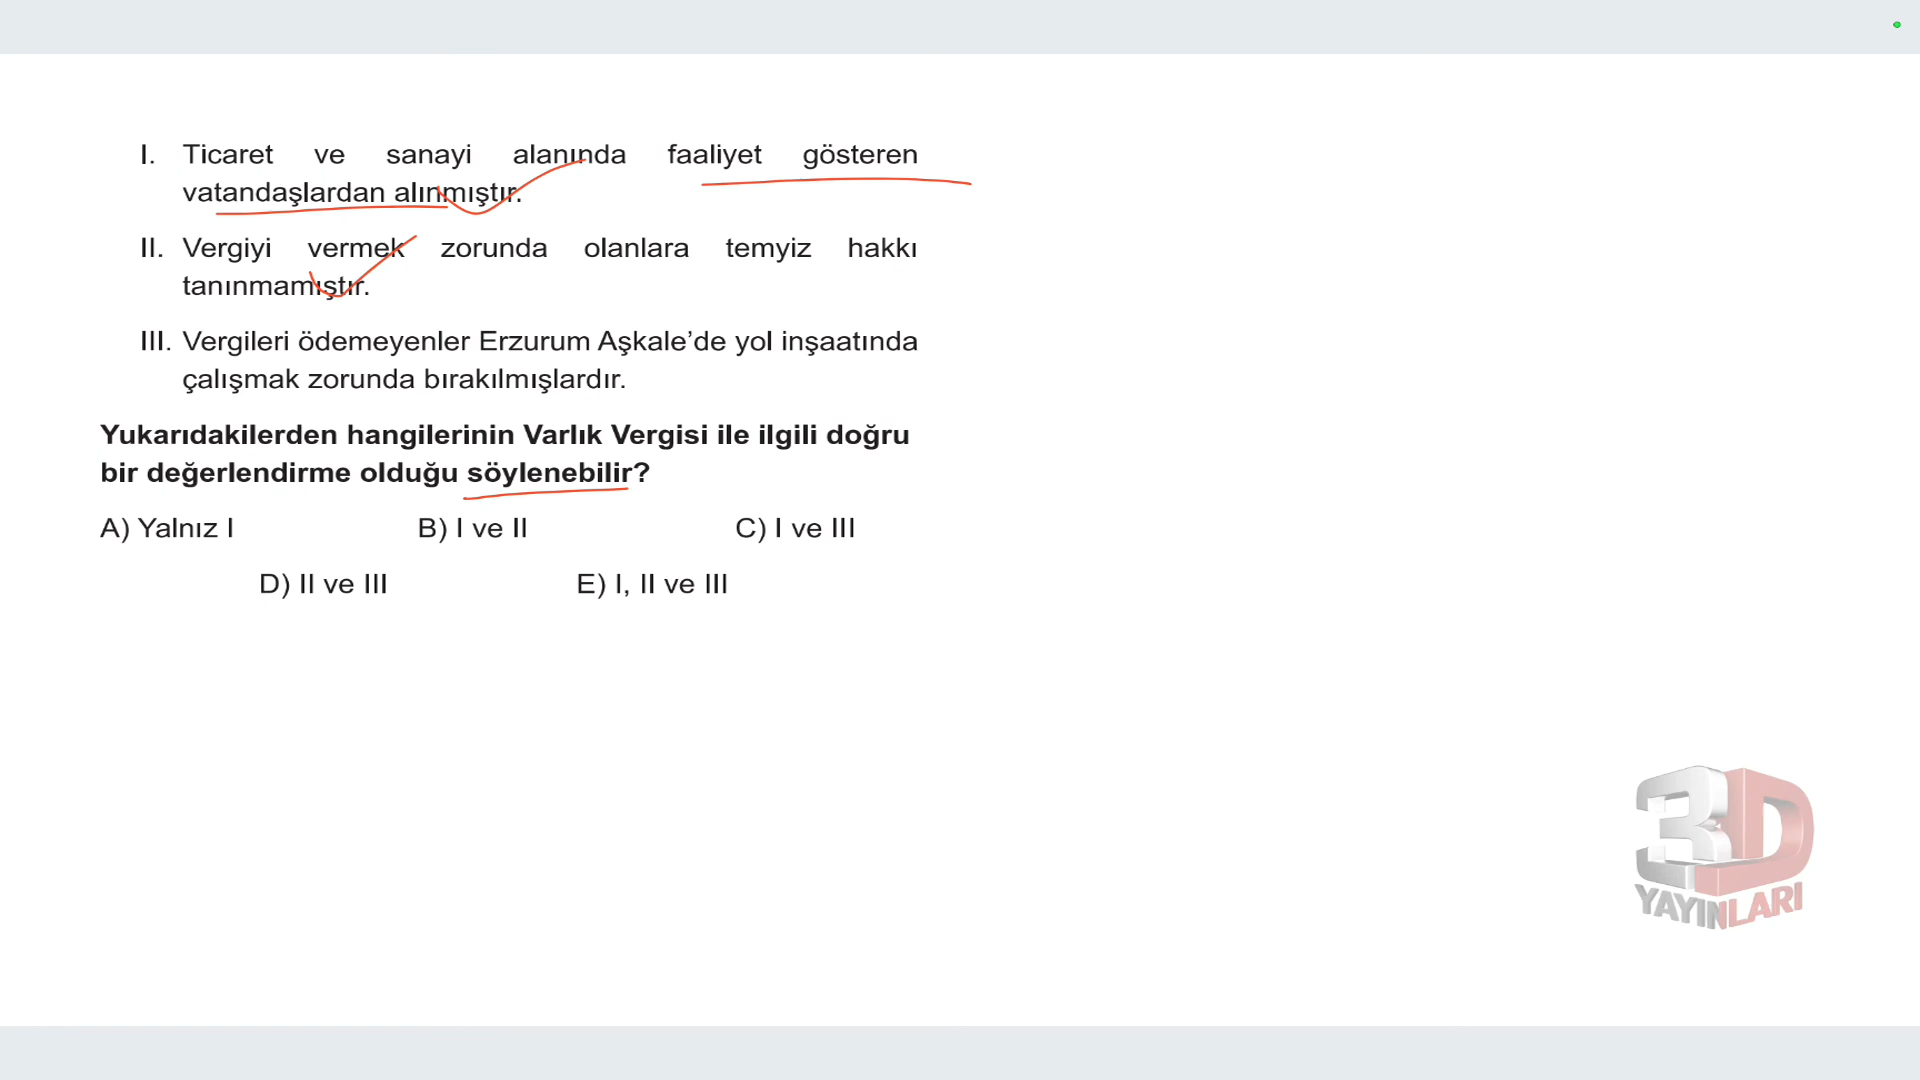 I. Ticaret ve sanayi alanında faaliyet gösteren
vatandaşlardan alınmıştır.
II. Vergiyi vermek zorunda olanlara temyiz hakkı
tanınmamıştır.
III. Vergileri ödemeyenler Erzurum Aşkale’de yol inşaatında
çalışmak zorunda bırakılmışlardır.
Yukarıdakilerden hangilerinin Varlık Vergisi ile ilgili doğru
bir değerlendirme olduğu söylenebilir?
A) Yalnız I B) I ve II C) I ve III
D) II ve III E) I, II ve III
3D
YAYINLARI